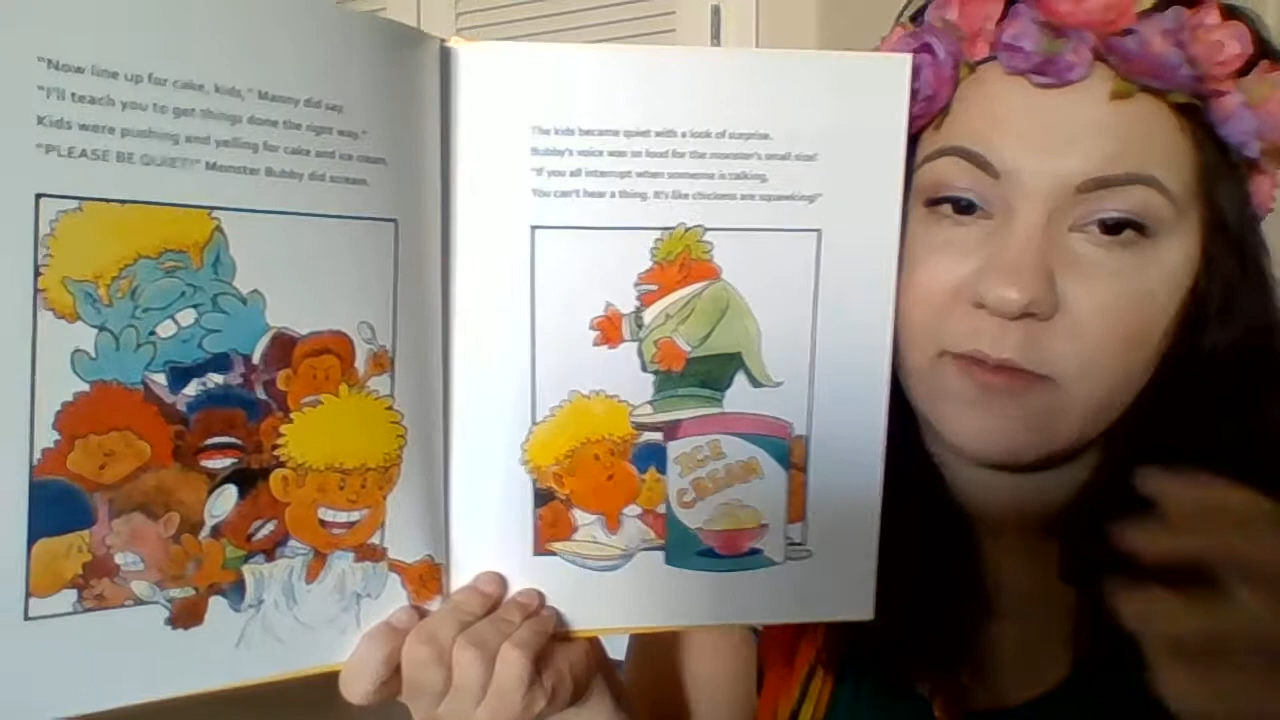 "Now line up for cake, kids," Manny did say.
"I'll teach you to get things done the right way."
Kids were pushing and yelling for cake and ice cream.
"PLEASE BE QUIET!" Monster Bubby did scream.
The kids became quiet with a look of surprise.
Bubby's voice was so loud for the monster's small size!
"If you all interrupt when someone is talking,
You can't hear a thing. It's like chickens are squawking!"
ICE
CREAM